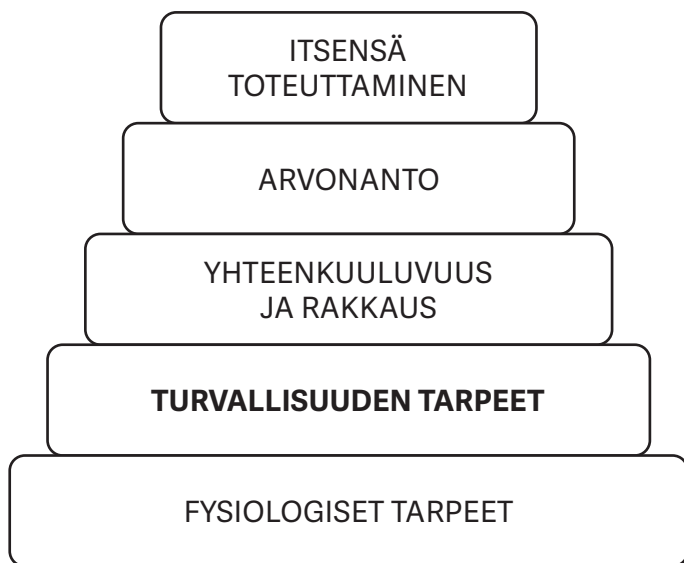 ITSENSÄ
TOTEUTTAMINEN
ARVONANTO
YHTEENKUULUVUUS
JA RAKKAUS
TURVALLISUUDEN TARPEET
FYSIOLOGISET TARPEET